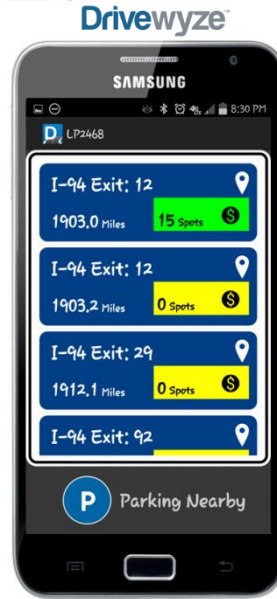 Drivewyze™
SAMSUNG
8:30 PM
P LP2468
I-94 Exit: 12
1903.0 Miles 15 Spots $
I-94 Exit: 12
1903.2 Miles 0 Spots $
I-94 Exit: 29
1912.1 Miles 0 Spots $
I-94 Exit: 92
P Parking Nearby